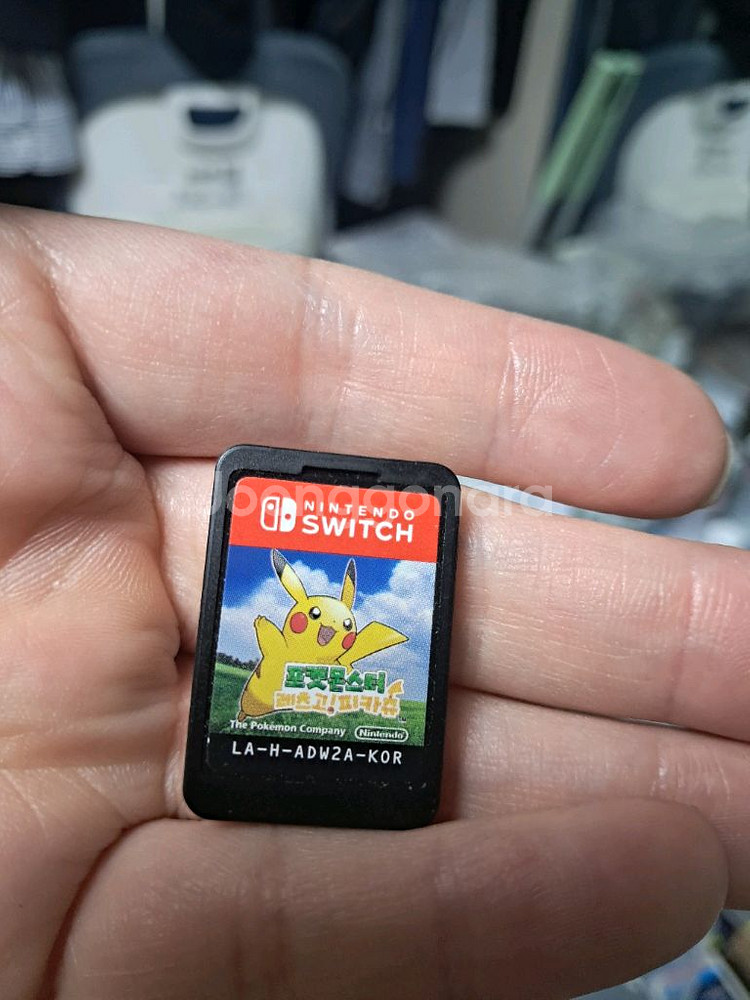 Joonggonara
NINTENDO
SWITCH
포켓몬스터
레츠고!피카츄
The Pokémon Company Nintendo
LA-H-ADW2A-KOR